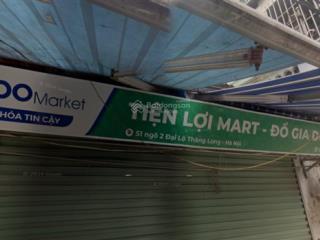 OO Market
HÓA TIN CẬY
TIỆN LỢI MART - ĐỒ GIA D
51 ngõ 2 Đại Lộ Thăng Long - Hà Nội
Batdongsan